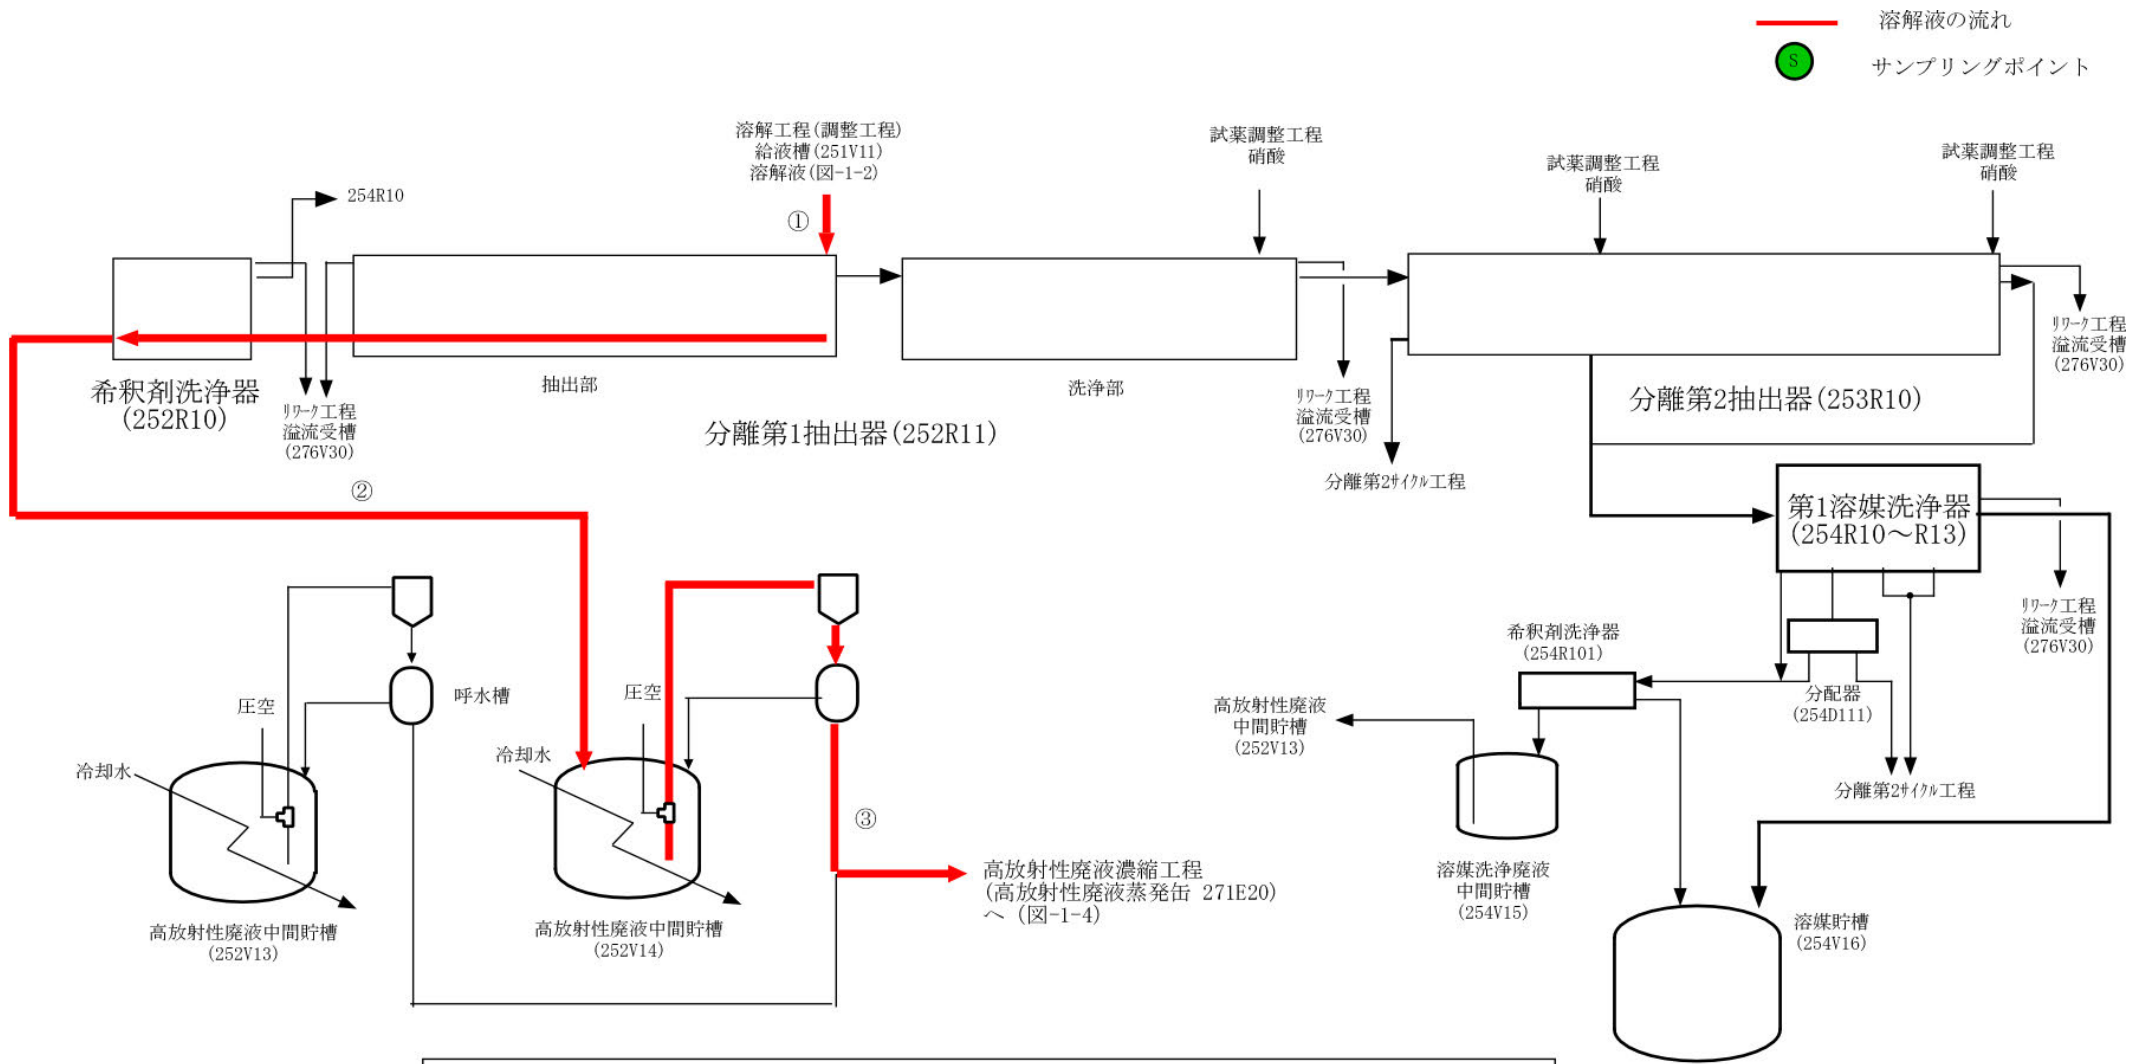 溶解液の流れ
S
サンプリングポイント
溶解工程(調整工程)
給液槽(251V11)
溶解液(図-1-2)
①
試薬調整工程
硝酸
試薬調整工程
硝酸
試薬調整工程
硝酸
254R10
希釈剤洗浄器
(252R10)
リワーク工程
溢流受槽
(276V30)
抽出部
分離第1抽出器(252R11)
洗浄部
リワーク工程
溢流受槽
(276V30)
分離第2サイクル工程
分離第2抽出器(253R10)
リワーク工程
溢流受槽
(276V30)
②
第1溶媒洗浄器
(254R10～R13)
リワーク工程
溢流受槽
(276V30)
呼水槽
圧空
冷却水
高放射性廃液中間貯槽
(252V13)
圧空
冷却水
高放射性廃液中間貯槽
(252V14)
③
高放射性廃液濃縮工程
(高放射性廃液蒸発缶 271E20)
へ (図-1-4)
希釈剤洗浄器
(254R101)
高放射性廃液
中間貯槽
(252V13)
分配器
(254D111)
分離第2サイクル工程
溶媒洗浄廃液
中間貯槽
(254V15)
溶媒貯槽
(254V16)